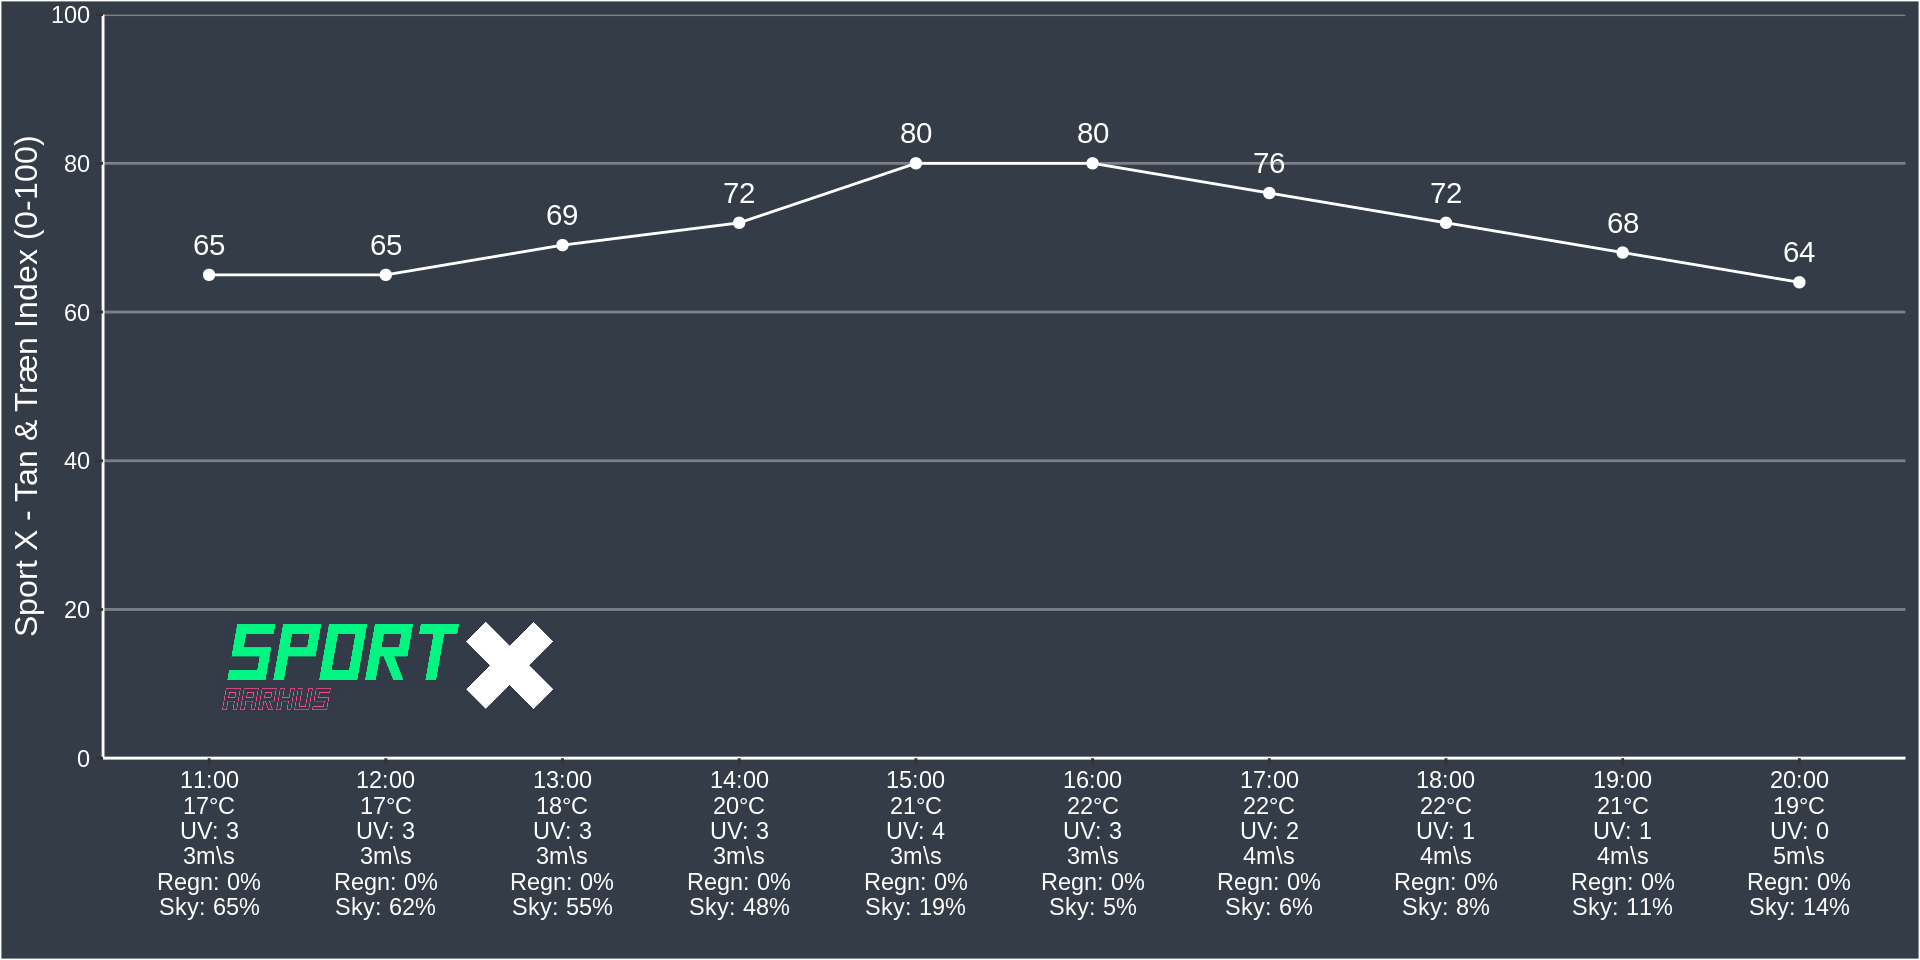 Sport X - Tan & Træn Index (0-100)
100
80
60
40
20
0
65
65
69
72
80
80
76
72
68
64
SPORT X
AARHUS
11:00 12:00 13:00 14:00 15:00 16:00 17:00 18:00 19:00 20:00
17°C 17°C 18°C 20°C 21°C 22°C 22°C 22°C 21°C 19°C
UV: 3 UV: 3 UV: 3 UV: 3 UV: 4 UV: 3 UV: 2 UV: 1 UV: 1 UV: 0
3m\s 3m\s 3m\s 3m\s 3m\s 3m\s 4m\s 4m\s 4m\s 5m\s
Regn: 0% Regn: 0% Regn: 0% Regn: 0% Regn: 0% Regn: 0% Regn: 0% Regn: 0% Regn: 0% Regn: 0%
Sky: 65% Sky: 62% Sky: 55% Sky: 48% Sky: 19% Sky: 5% Sky: 6% Sky: 8% Sky: 11% Sky: 14%